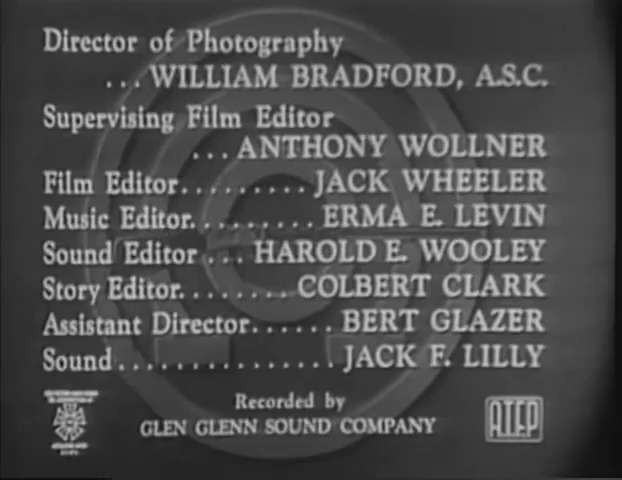 Director of Photography
...WILLIAM BRADFORD, A.S.C.
Supervising Film Editor
...ANTHONY WOLLNER
Film Editor.........JACK WHEELER
Music Editor.........ERMA E. LEVIN
Sound Editor...HAROLD E. WOOLEY
Story Editor........COLBERT CLARK
Assistant Director......BERT GLAZER
Sound................JACK F. LILLY
Recorded by
GLEN GLENN SOUND COMPANY
A.T.F.P